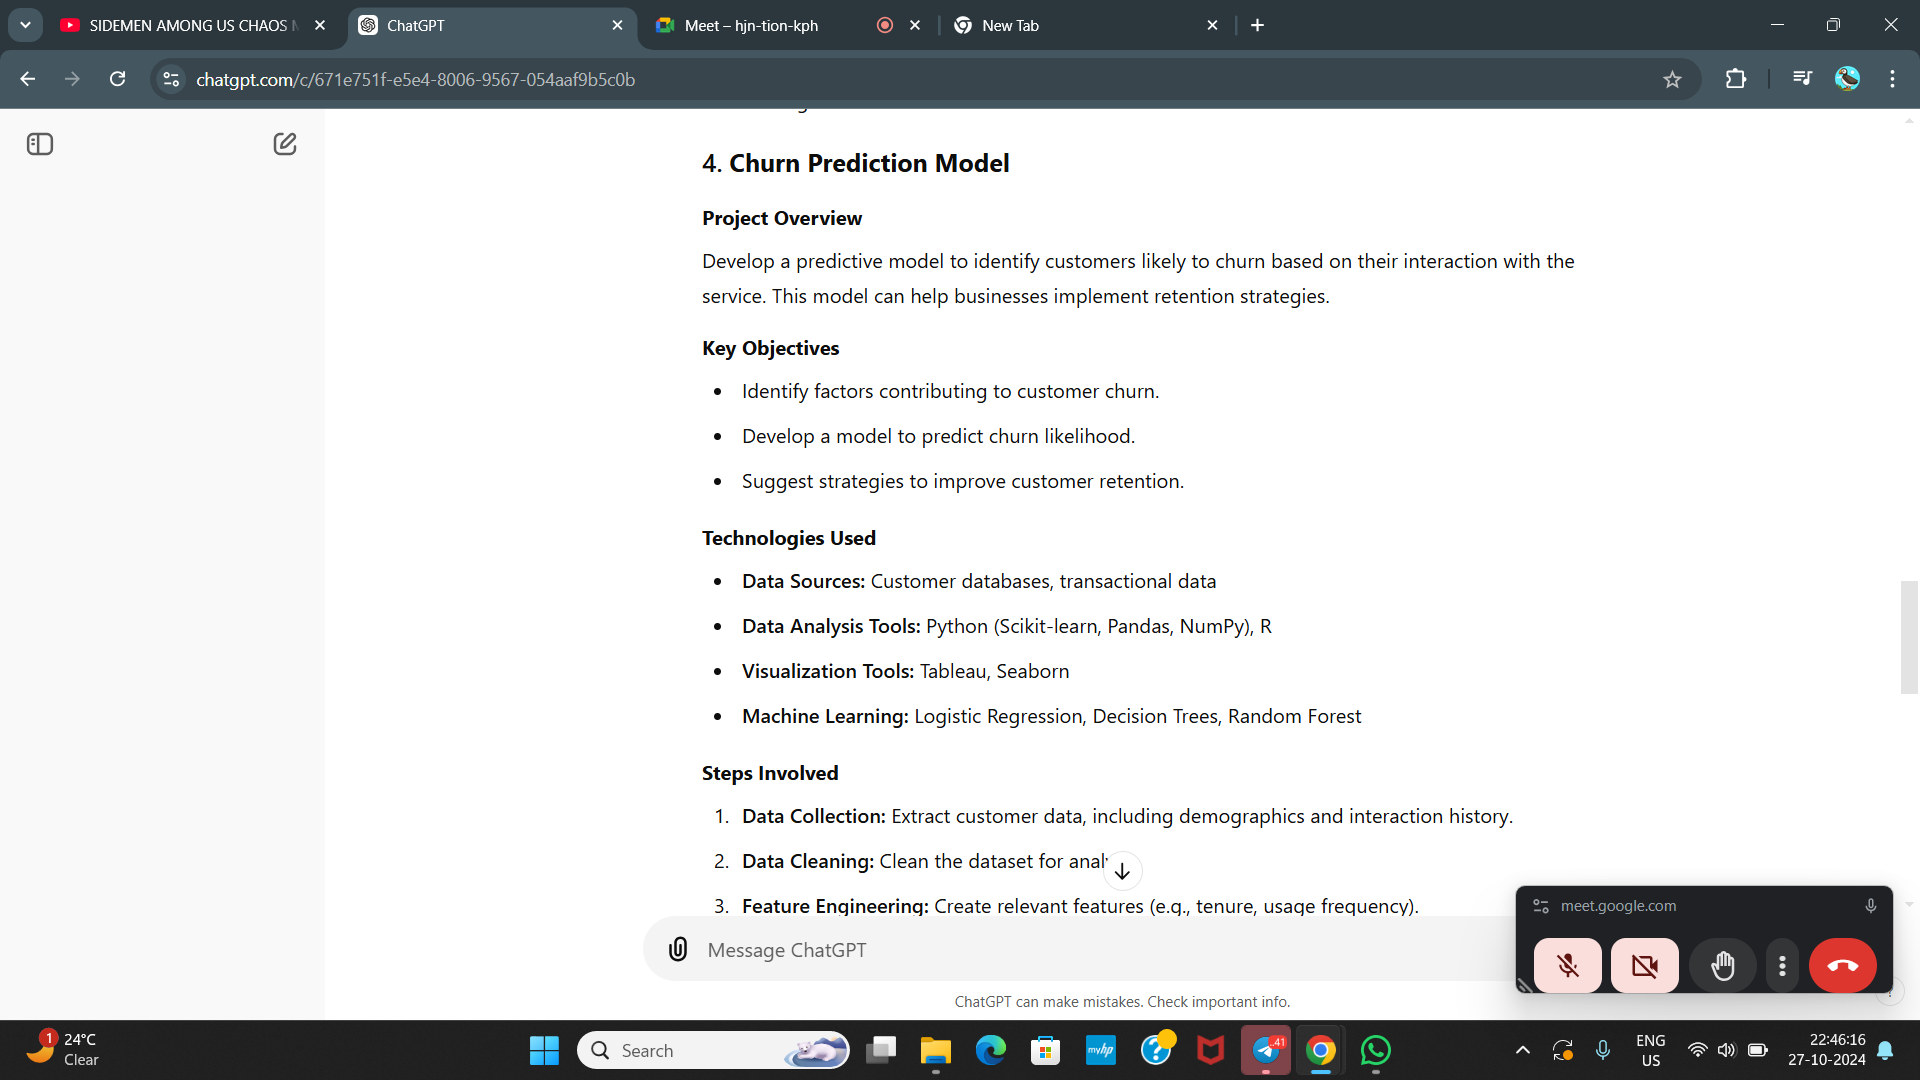 SIDEMEN AMONG US CHAOS
ChatGPT
Meet – hjn-tion-kph
New Tab
chatgpt.com/c/671e751f-e5e4-8006-9567-054aaf9b5c0b
4. Churn Prediction Model
Project Overview
Develop a predictive model to identify customers likely to churn based on their interaction with the
service. This model can help businesses implement retention strategies.
Key Objectives
• Identify factors contributing to customer churn.
• Develop a model to predict churn likelihood.
• Suggest strategies to improve customer retention.
Technologies Used
• Data Sources: Customer databases, transactional data
• Data Analysis Tools: Python (Scikit-learn, Pandas, NumPy), R
• Visualization Tools: Tableau, Seaborn
• Machine Learning: Logistic Regression, Decision Trees, Random Forest
Steps Involved
1. Data Collection: Extract customer data, including demographics and interaction history.
2. Data Cleaning: Clean the dataset for
3. Feature Engineering: Create relevant features (e.g., tenure, usage frequency).
meet.google.com
Message ChatGPT
ChatGPT can make mistakes. Check important info.
1
24°C
Clear
Search
myhp
41
ENG
US
22:46:16
27-10-2024